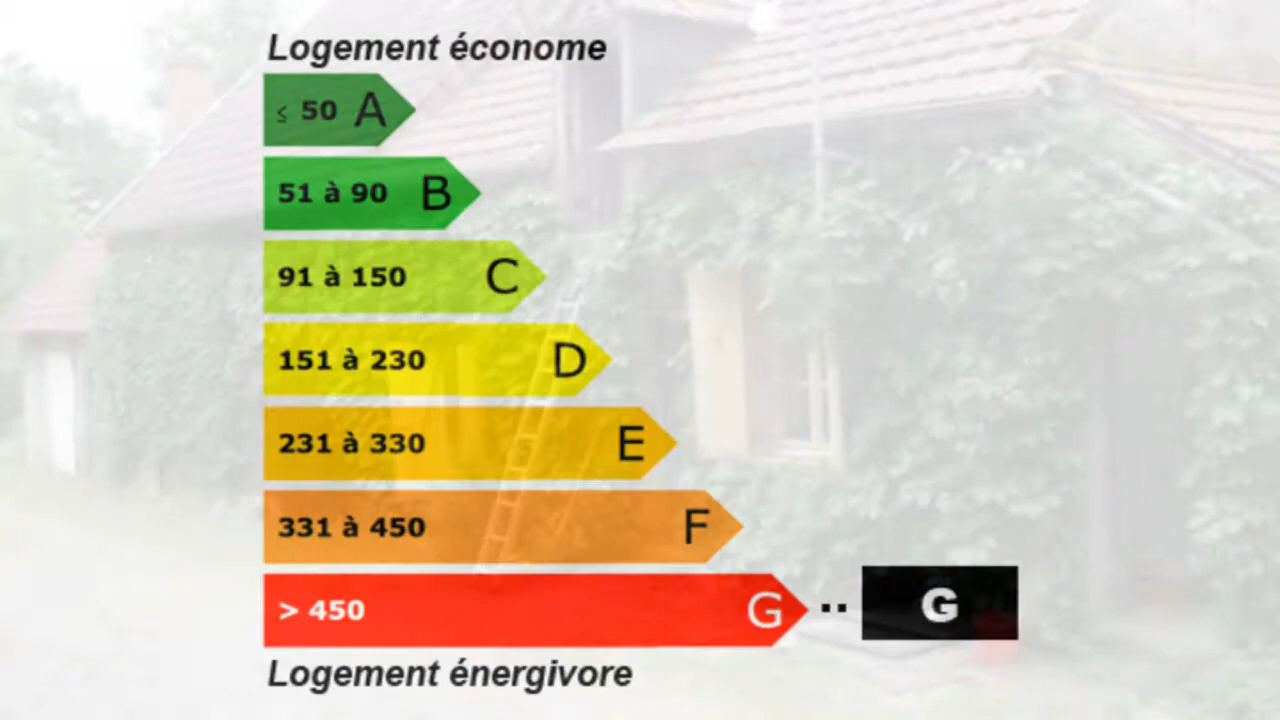 Logement économe
≤ 50 A
51 à 90 B
91 à 150 C
151 à 230 D
231 à 330 E
331 à 450 F
> 450 G ·· G
Logement énergivore